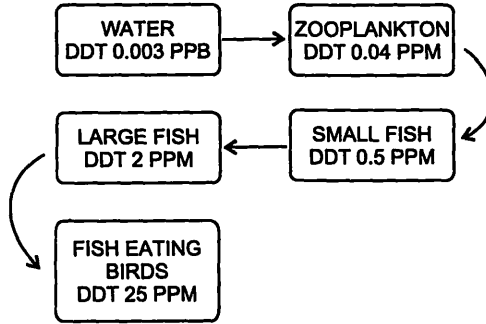 WATER
DDT 0.003 PPB
ZOOPLANKTON
DDT 0.04 PPM
SMALL FISH
DDT 0.5 PPM
LARGE FISH
DDT 2 PPM
FISH EATING
BIRDS
DDT 25 PPM